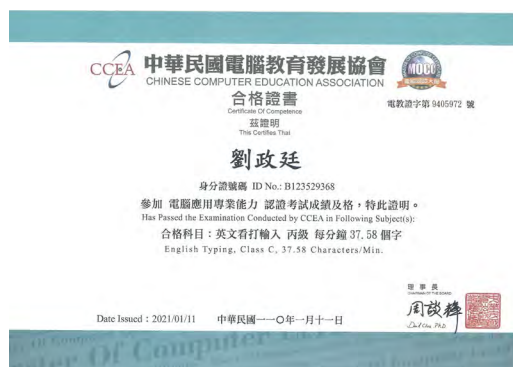 CCEA 中華民國電腦教育發展協會
CHINESE COMPUTER EDUCATION ASSOCIATION
MOCC
合格證書
Certificate Of Competence
電教證字第 9405972 號
茲證明
This Certifies That
劉政廷
身分證號碼 ID No.: B123529368
參加 電腦應用專業能力 認證考試成績及格，特此證明。
Has Passed the Examination Conducted by CCEA in Following Subject(s):
合格科目：英文看打輸入 丙級 每分鐘 37.58 個字
English Typing, Class C, 37.58 Characters/Min.
理 事 長
Date Issued：2021/01/11 中華民國一一○年一月十一日
Of Computer